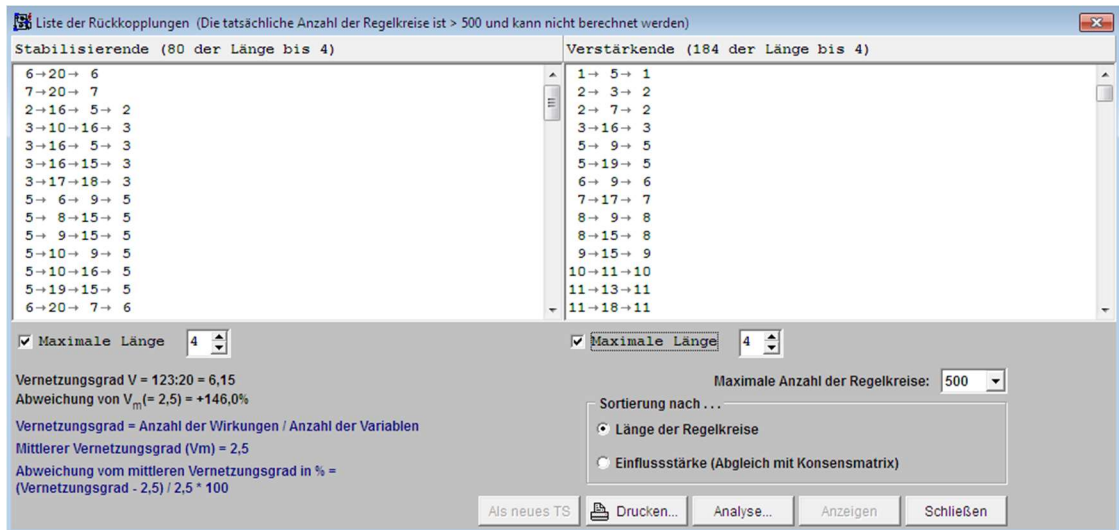 Liste der Rückkopplungen (Die tatsächliche Anzahl der Regelkreise ist > 500 und kann nicht berechnet werden)
Stabilisierende (80 der Länge bis 4)
6→20→ 6
7→20→ 7
2→16→ 5→ 2
3→10→16→ 3
3→16→ 5→ 3
3→16→15→ 3
3→17→18→ 3
5→ 6→ 9→ 5
5→ 8→15→ 5
5→ 9→15→ 5
5→10→ 9→ 5
5→10→16→ 5
5→19→15→ 5
6→20→ 7→ 6
Verstärkende (184 der Länge bis 4)
1→ 5→ 1
2→ 3→ 2
2→ 7→ 2
3→16→ 3
5→ 9→ 5
5→19→ 5
6→ 9→ 6
7→17→ 7
8→ 9→ 8
8→15→ 8
9→15→ 9
10→11→10
11→13→11
11→18→11
Maximale Länge 4
Maximale Länge 4
Vernetzungsgrad V = 123:20 = 6,15
Abweichung von Vm(= 2,5) = +146,0%
Vernetzungsgrad = Anzahl der Wirkungen / Anzahl der Variablen
Mittlerer Vernetzungsgrad (Vm) = 2,5
Abweichung vom mittleren Vernetzungsgrad in % =
(Vernetzungsgrad - 2,5) / 2,5 * 100
Maximale Anzahl der Regelkreise: 500
Sortierung nach . . .
Länge der Regelkreise
Einflussstärke (Abgleich mit Konsensmatrix)
Als neues TS Drucken... Analyse... Anzeigen Schließen